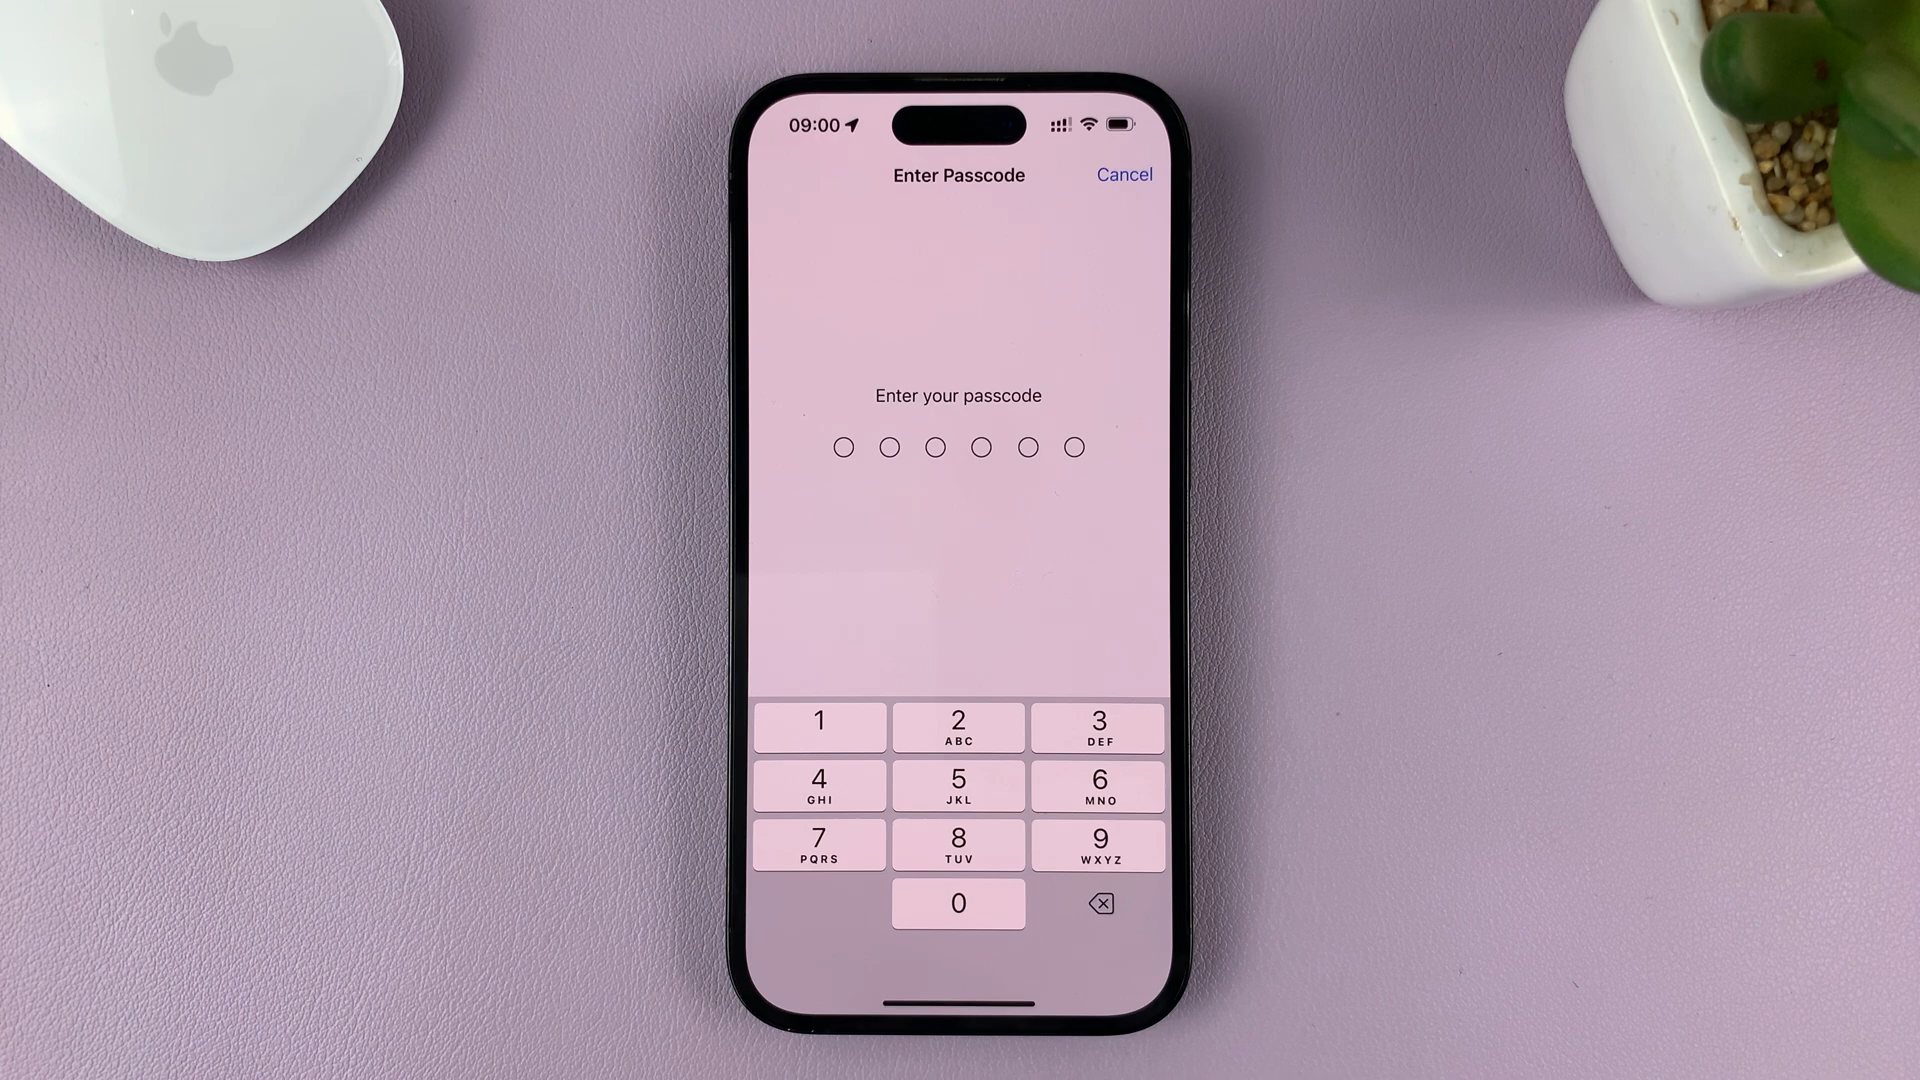 09:00
Enter Passcode Cancel
Enter your passcode
1 2 3
ABC DEF
4 5 6
GHI JKL MNO
7 8 9
PQRS TUV WXYZ
0